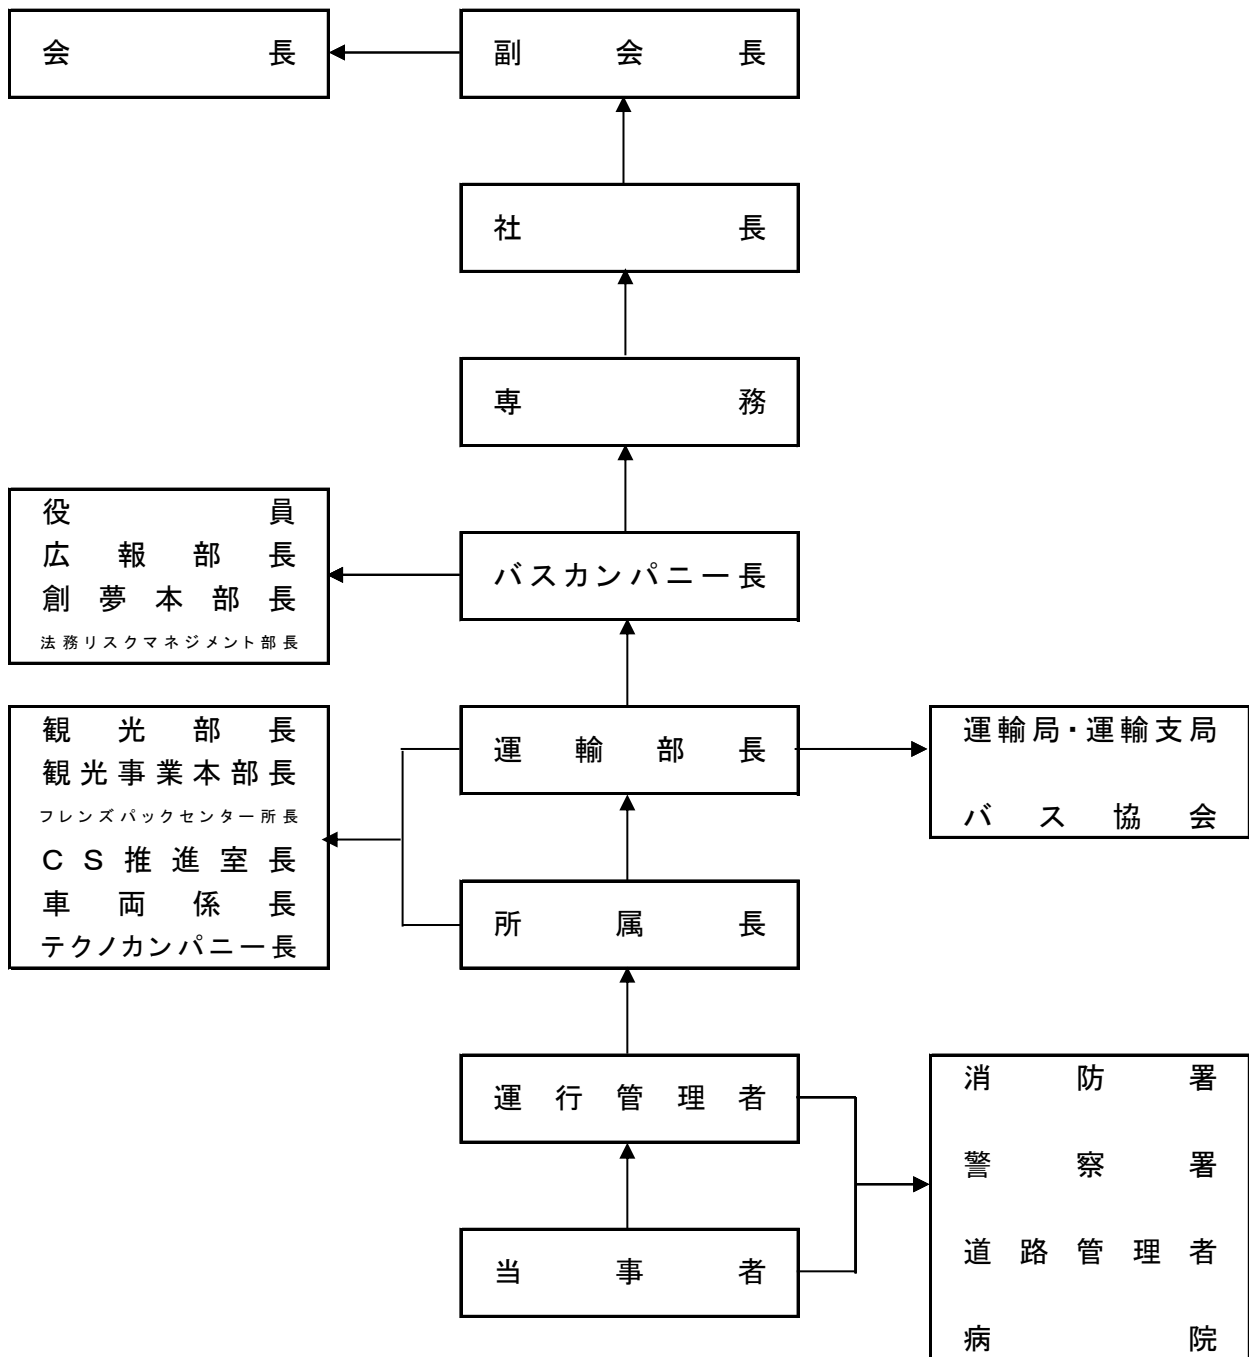 会長
副会長
社長
専務
役員
広報部長
創夢本部長
法務リスクマネジメント部長
バスカンパニー長
観光部長
観光事業本部長
フレンズパックセンター所長
CS推進室長
車両係長
テクノカンパニー長
運輸部長
運輸局・運輸支局
バス協会
所属長
運行管理者
当事者
消防署
警察署
道路管理者
病院